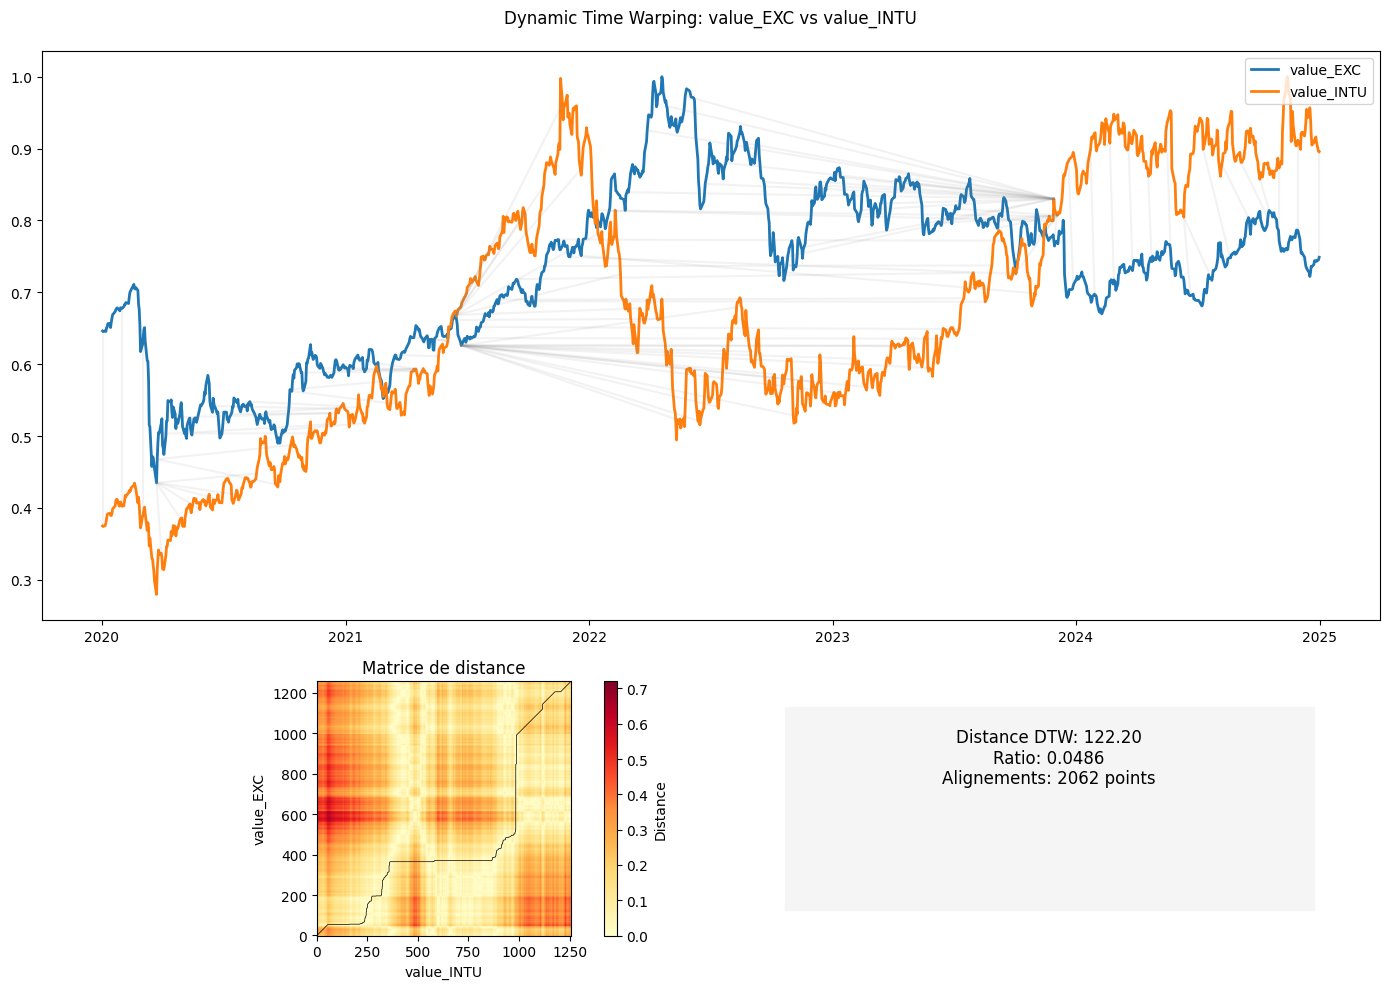 Dynamic Time Warping: value_EXC vs value_INTU
1.0
0.9
0.8
0.7
0.6
0.5
0.4
0.3
value_EXC
value_INTU
2020 2021 2022 2023 2024 2025
Matrice de distance
1200
1000
800
600
400
200
0
value_EXC
0 250 500 750 1000 1250
value_INTU
0.7
0.6
0.5
0.4
0.3
0.2
0.1
0.0
Distance
Distance DTW: 122.20
Ratio: 0.0486
Alignements: 2062 points